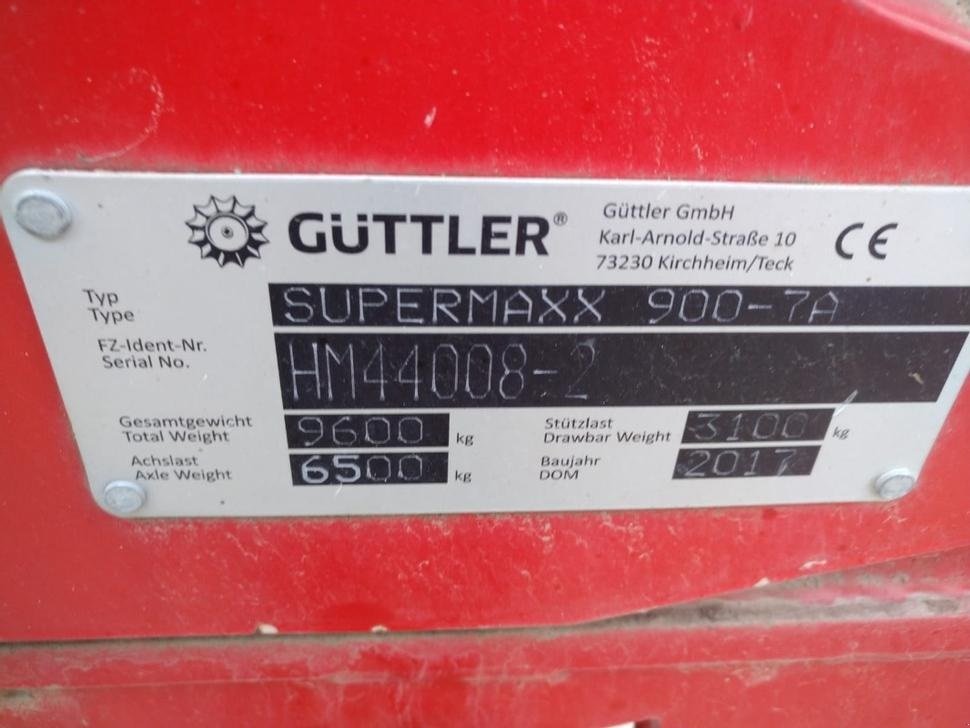 GÜTTLER®
Güttler GmbH
Karl-Arnold-Straße 10
73230 Kirchheim/Teck
CE
Typ
Type
SUPERMAXX 900-7A
FZ-Ident-Nr.
Serial No.
HM44008-2
Gesamtgewicht
Total Weight
9600 kg
Stützlast
Drawbar Weight
3100 kg
Achslast
Axle Weight
6500 kg
Baujahr
DOM
2017